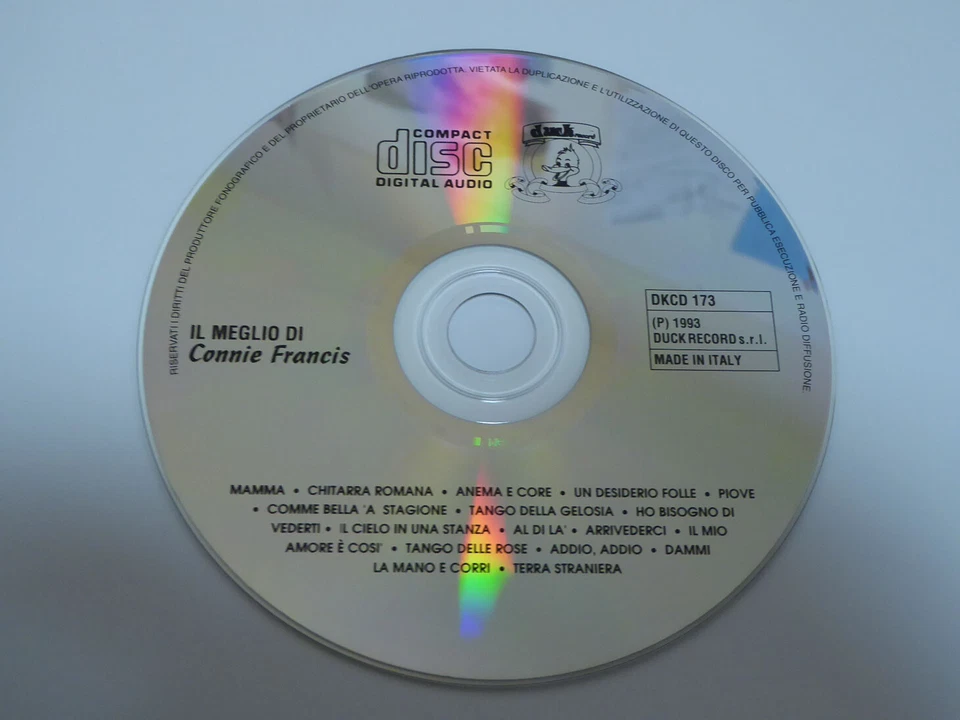 RISERVATI I DIRITTI DEL PRODUTTORE FONOGRAFICO E DEL PROPRIETARIO DELL'OPERA RIPRODOTTA. VIETATA LA DUPLICAZIONE E L'UTILIZZAZIONE DI QUESTO DISCO PER PUBBLICA ESECUZIONE E RADIO DIFFUSIONE.
COMPACT
disc
DIGITAL AUDIO
duck record
IL MEGLIO DI
Connie Francis
DKCD 173
(P) 1993
DUCK RECORD s.r.l.
MADE IN ITALY
MAMMA • CHITARRA ROMANA • ANEMA E CORE • UN DESIDERIO FOLLE • PIOVE
• COMME BELLA 'A STAGIONE • TANGO DELLA GELOSIA • HO BISOGNO DI
VEDERTI • IL CIELO IN UNA STANZA • AL DI LA' • ARRIVEDERCI • IL MIO
AMORE È COSI' • TANGO DELLE ROSE • ADDIO, ADDIO • DAMMI
LA MANO E CORRI • TERRA STRANIERA